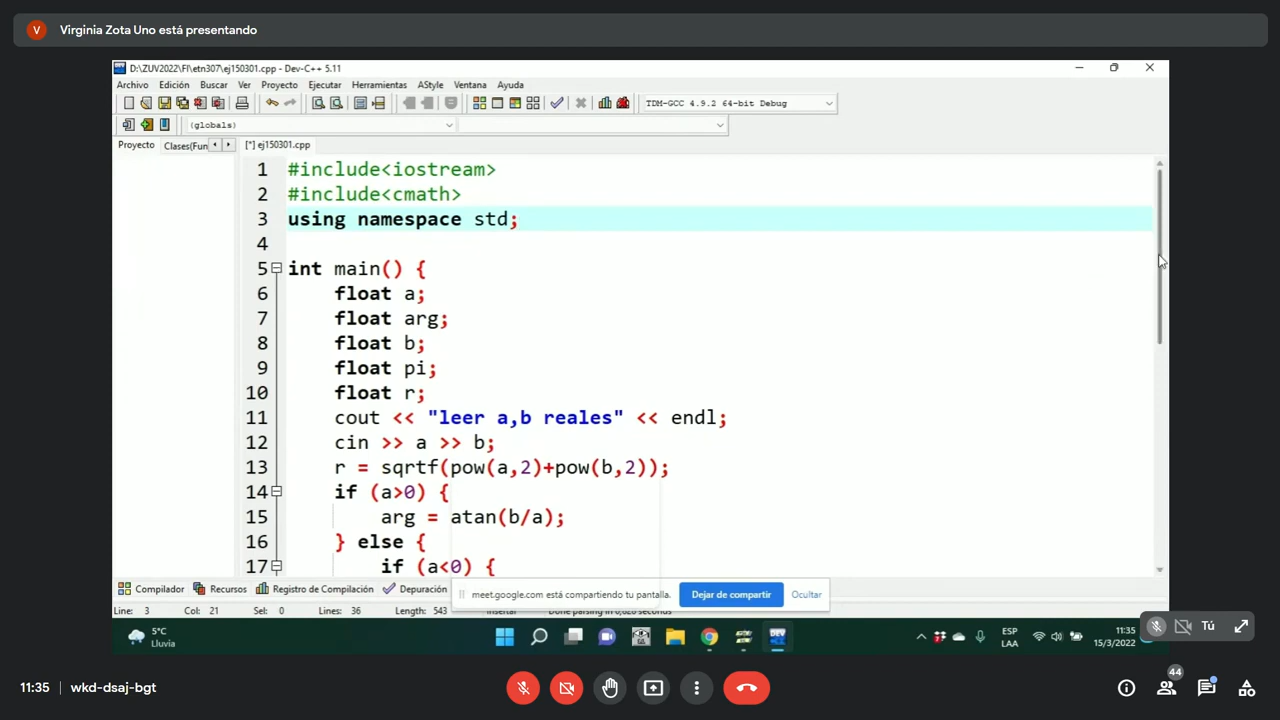 V Virginia Zota Uno está presentando
D:\ZUV2022\FI\etn307\ej150301.cpp - Dev-C++ 5.11
Archivo Edición Buscar Ver Proyecto Ejecutar Herramientas AStyle Ventana Ayuda
TDM-GCC 4.9.2 64-bit Debug
(globals)
Proyecto Clases(Fun [*] ej150301.cpp
1 #include<iostream>
2 #include<cmath>
3 using namespace std;
4
5 int main() {
6 float a;
7 float arg;
8 float b;
9 float pi;
10 float r;
11 cout << "leer a,b reales" << endl;
12 cin >> a >> b;
13 r = sqrtf(pow(a,2)+pow(b,2));
14 if (a>0) {
15 arg = atan(b/a);
16 } else {
17 if (a<0) {
Compilador Recursos Registro de Compilación Depuración
meet.google.com está compartiendo tu pantalla. Dejar de compartir Ocultar
Line: 3 Col: 21 Sel: 0 Lines: 36 Length: 543 Insertar Done parsing in 0,020 seconds
5°C
Lluvia
ESP
LAA
11:35
15/3/2022
Tú
11:35 | wkd-dsaj-bgt
44